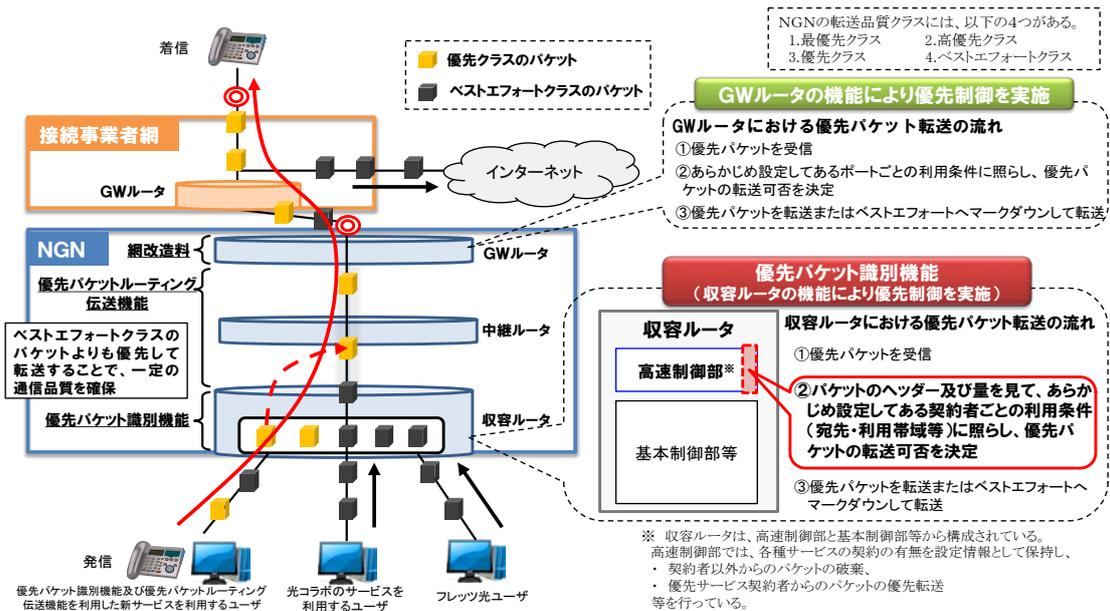 着信
優先クラスのパケット
ベストエフォートクラスのパケット
NGNの転送品質クラスには、以下の4つがある。
1.最優先クラス 2.高優先クラス
3.優先クラス 4.ベストエフォートクラス
接続事業者網
GWルータ
インターネット
GWルータの機能により優先制御を実施
GWルータにおける優先パケット転送の流れ
①優先パケットを受信
②あらかじめ設定してあるポートごとの利用条件に照らし、優先パ
ケットの転送可否を決定
③優先パケットを転送またはベストエフォートへマークダウンして転送
NGN
網改造料
GWルータ
優先パケットルーティング
伝送機能
中継ルータ
ベストエフォートクラスの
パケットよりも優先して
転送することで、一定の
通信品質を確保
優先パケット識別機能
収容ルータ
優先パケット識別機能
（収容ルータの機能により優先制御を実施）
収容ルータ
高速制御部※
基本制御部等
収容ルータにおける優先パケット転送の流れ
①優先パケットを受信
②パケットのヘッダー及び量を見て、あらか
じめ設定してある契約者ごとの利用条件
（宛先・利用帯域等）に照らし、優先パ
ケットの転送可否を決定
③優先パケットを転送またはベストエフォートへ
マークダウンして転送
発信
優先パケット識別機能及び優先パケットルーティング
伝送機能を利用した新サービスを利用するユーザ
光コラボのサービスを
利用するユーザ
フレッツ光ユーザ
※ 収容ルータは、高速制御部と基本制御部等から構成されている。
高速制御部では、各種サービスの契約の有無を設定情報として保持し、
・ 契約者以外からのパケットの破棄、
・ 優先サービス契約者からのパケットの優先転送
等を行っている。